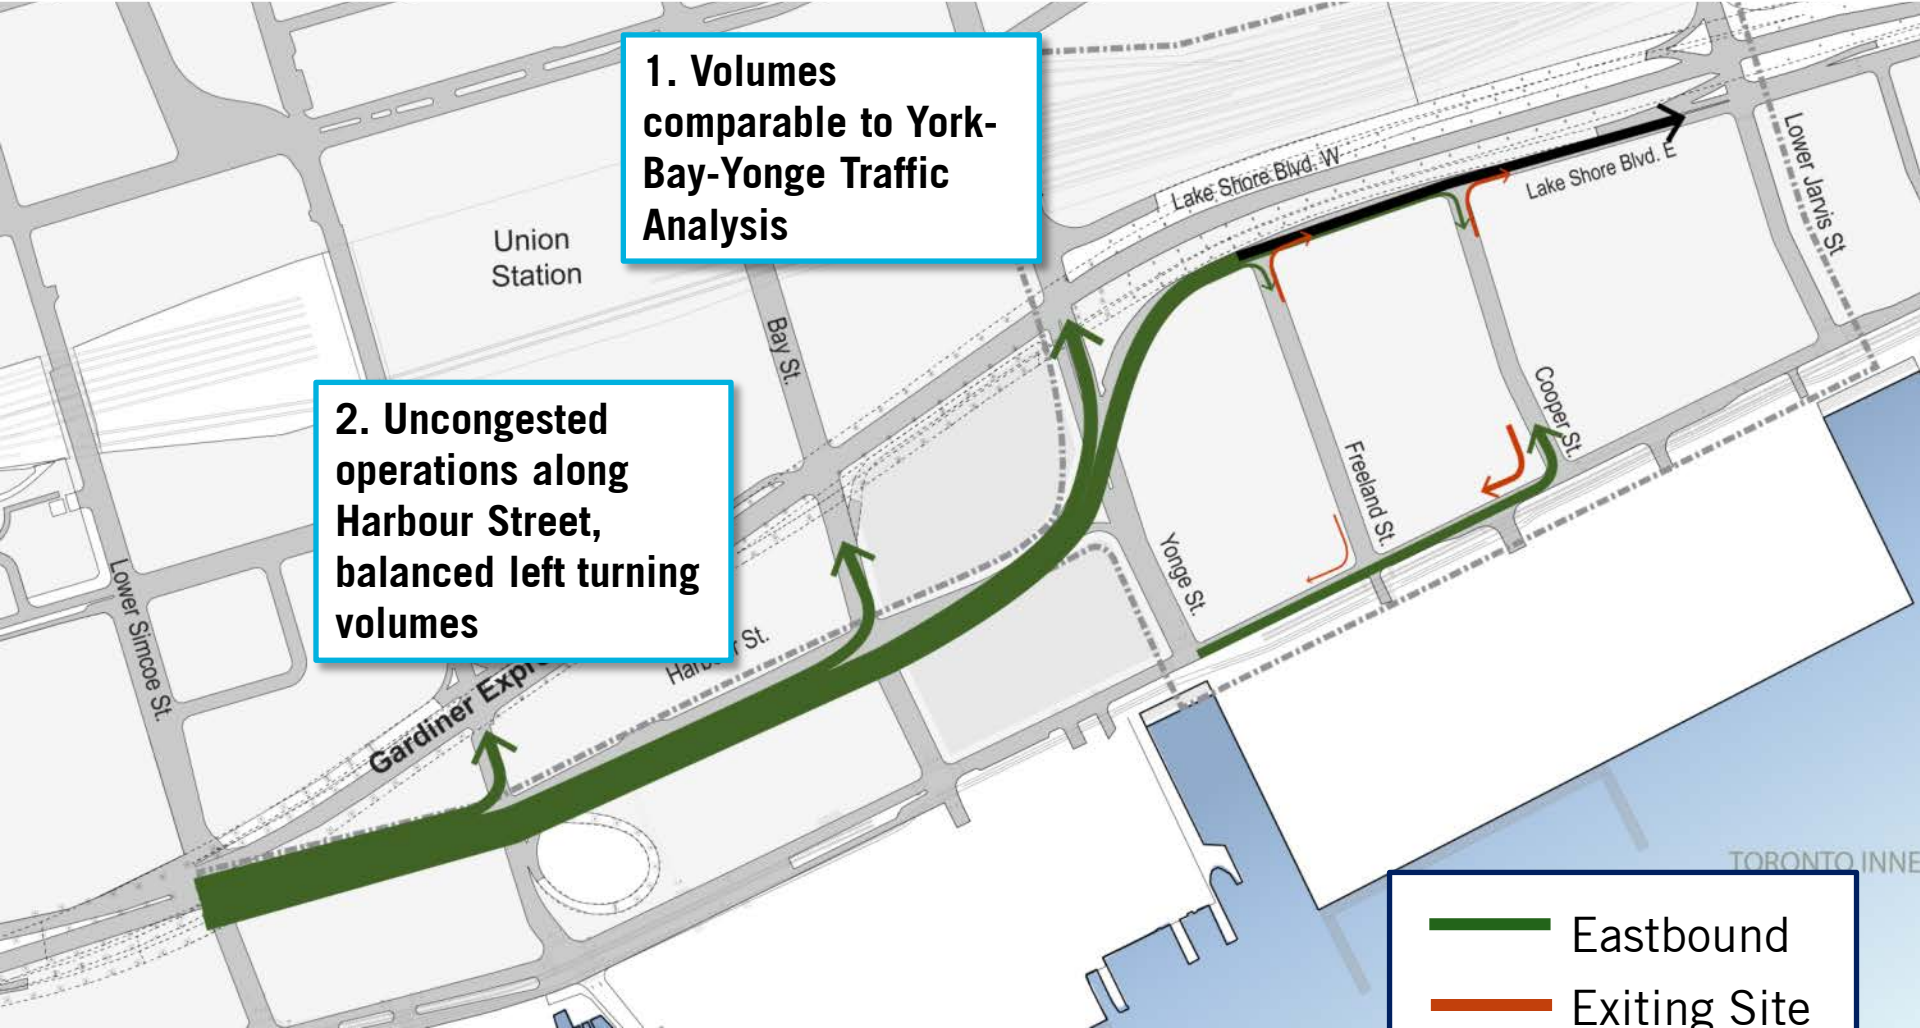 1. Volumes
comparable to York-
Bay-Yonge Traffic
Analysis
Lake Shore Blvd. W
Lake Shore Blvd. E
Lower Jarvis St
Union
Station
Bay St.
2. Uncongested
operations along
Harbour Street,
balanced left turning
volumes
Cooper St.
Freeland St.
Yonge St.
Lower Simcoe St.
St.
Gardiner
TORONTO INNE
Eastbound
Exiting Site